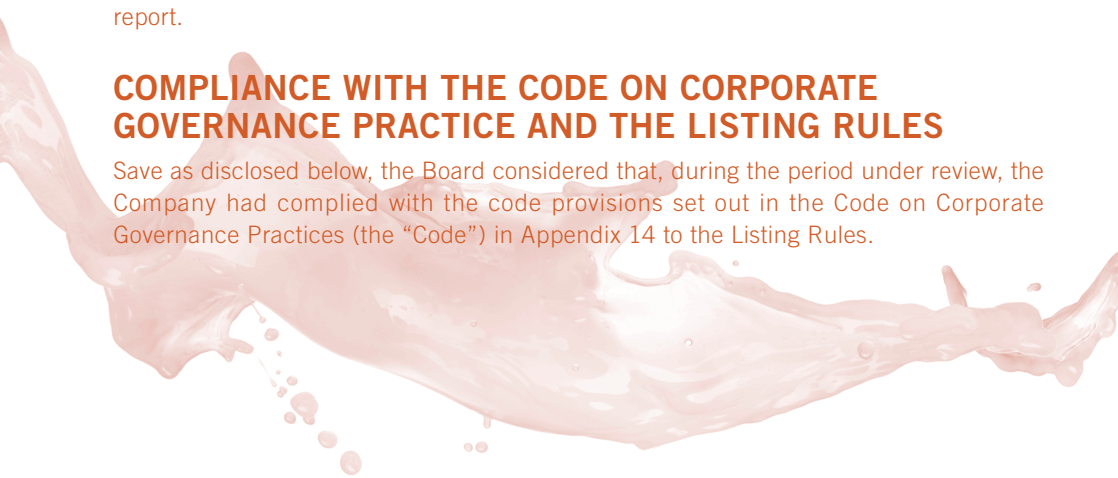 report.
COMPLIANCE WITH THE CODE ON CORPORATE
GOVERNANCE PRACTICE AND THE LISTING RULES
Save as disclosed below, the Board considered that, during the period under review, the
Company had complied with the code provisions set out in the Code on Corporate
Governance Practices (the “Code”) in Appendix 14 to the Listing Rules.